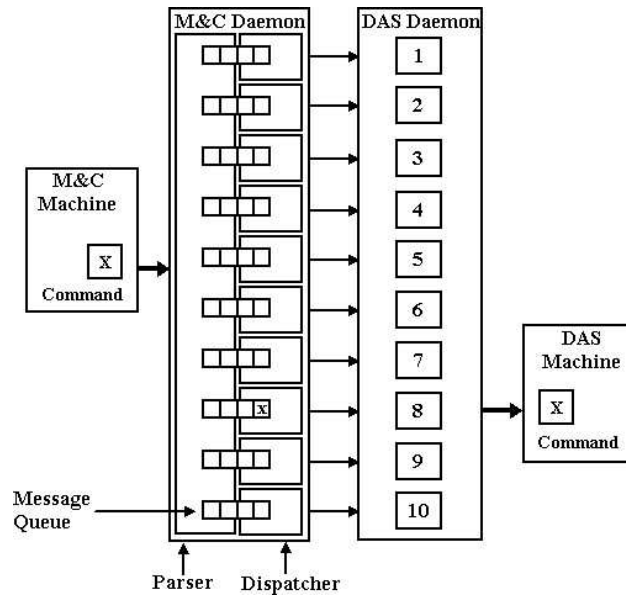 M&C Daemon
DAS Daemon
1
2
3
M&C
Machine
X
Command
4
5
6
7
DAS
Machine
X
Command
X
8
9
Message
Queue
10
Parser
Dispatcher